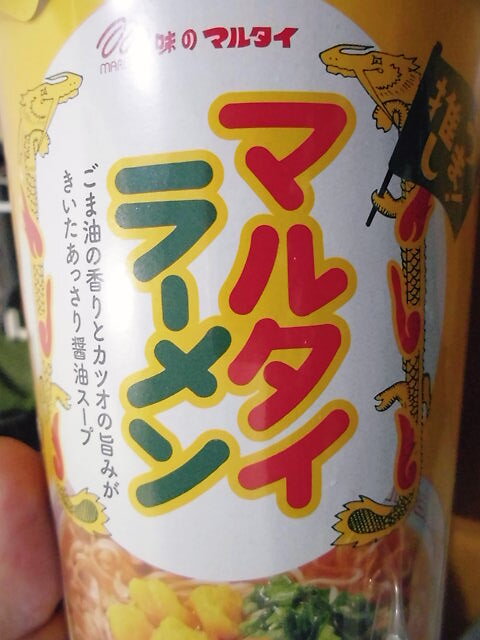 味のマルタイ
マルタイ
ラーメン
ごま油の香りとカツオの旨みが
きいたあっさり醤油スープ
推し